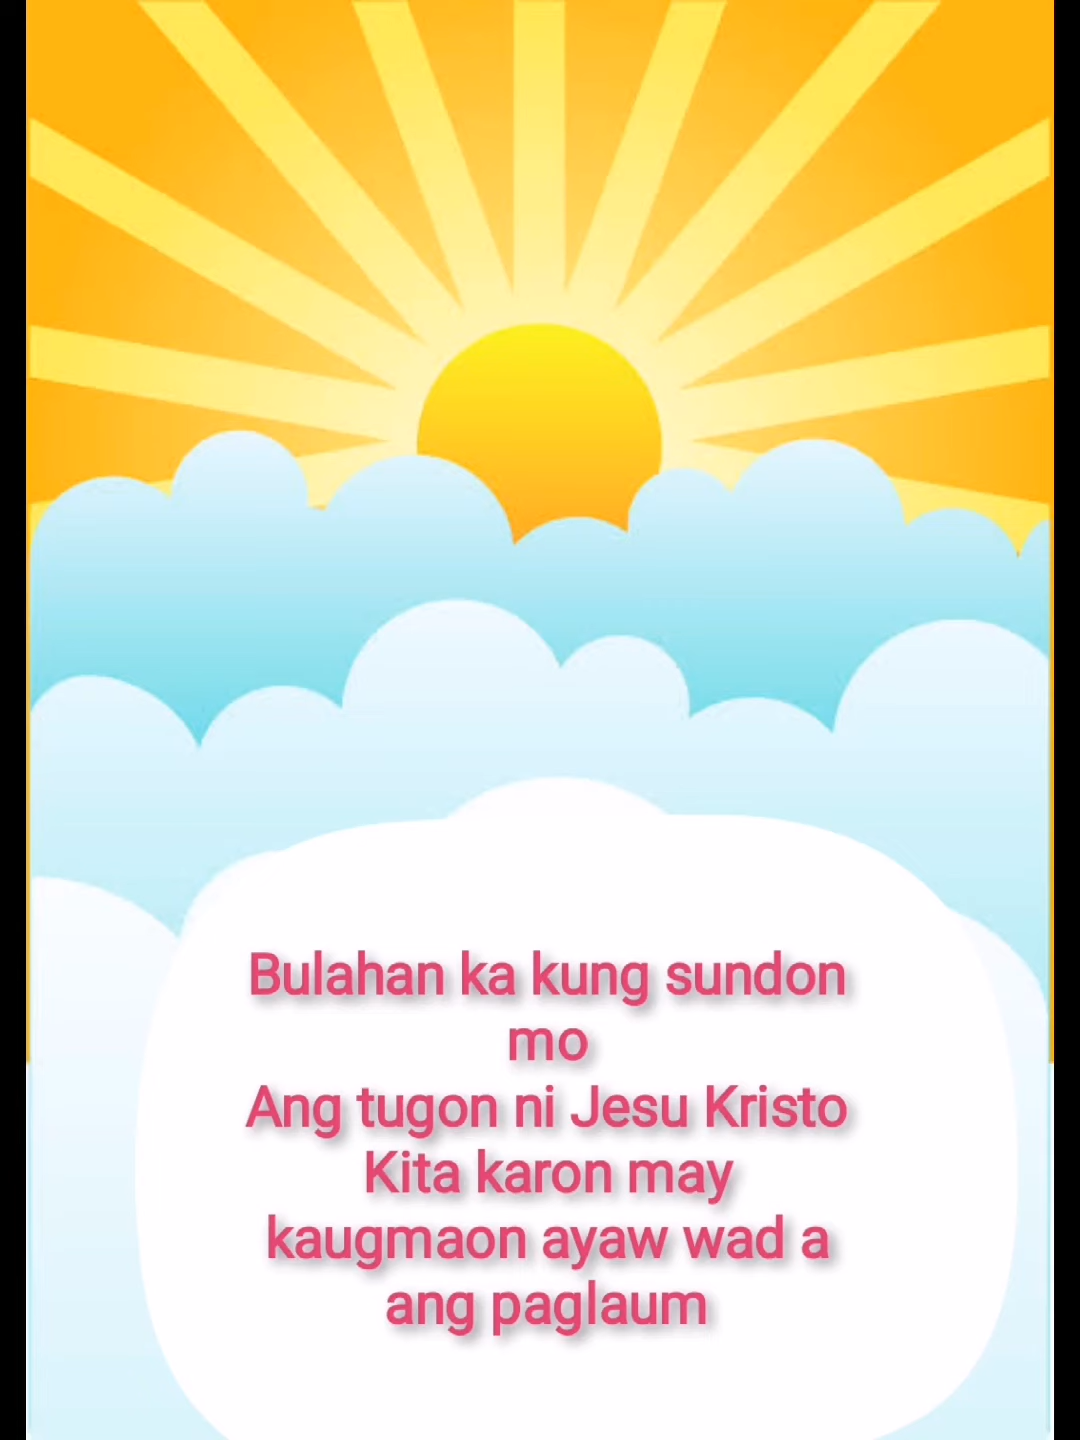 Bulahan ka kung sundon
mo
Ang tugon ni Jesu Kristo
Kita karon may
kaugmaon ayaw wad a
ang paglaum